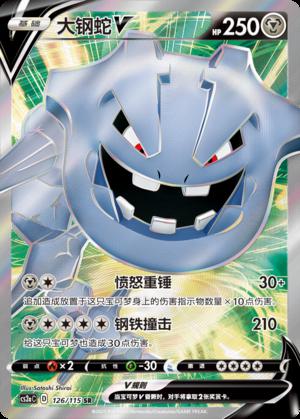 基础 大钢蛇V HP250
愤怒重锤 30+
追加造成放置于这只宝可梦身上的伤害指示物数量×10点伤害。
钢铁撞击 210
给这只宝可梦也造成30点伤害。
弱点 ×2 抗性 -30 撤退
V规则
当宝可梦V昏厥时，对手将拿取2张奖赏卡。
Illus. Satoshi Shirai
cs3aC D 126/115 SR